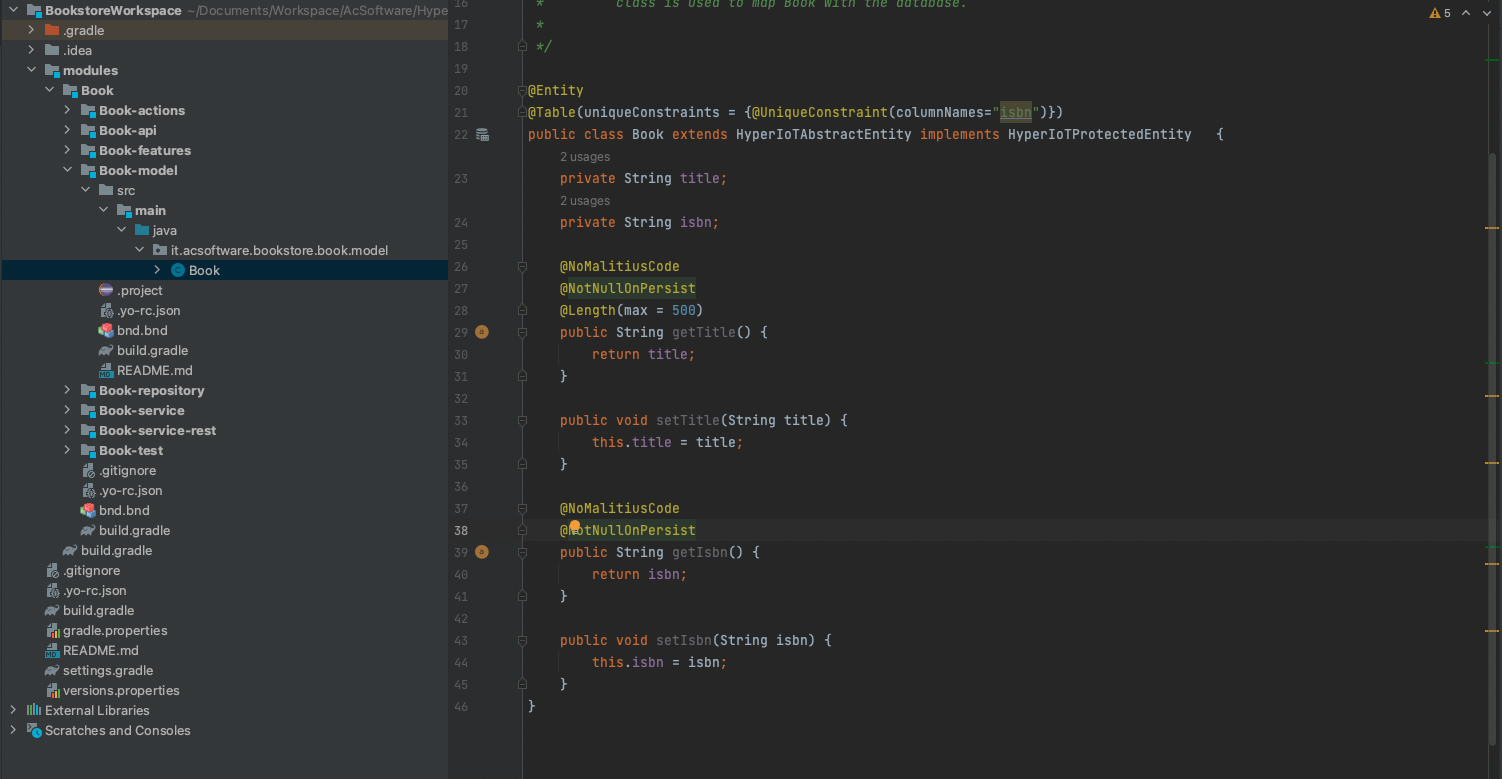 BookstoreWorkspace ~/Documents/Workspace/AcSoftware/Hype
.gradle
.idea
modules
Book
Book-actions
Book-api
Book-features
Book-model
src
main
java
it.acsoftware.bookstore.book.model
Book
.project
.yo-rc.json
bnd.bnd
build.gradle
README.md
Book-repository
Book-service
Book-service-rest
Book-test
.gitignore
.yo-rc.json
bnd.bnd
build.gradle
build.gradle
.gitignore
.yo-rc.json
build.gradle
gradle.properties
README.md
settings.gradle
versions.properties
External Libraries
Scratches and Consoles
5
16 * class is used to map Book with the database.
17 *
18 */
19
20 @Entity
21 @Table(uniqueConstraints = {@UniqueConstraint(columnNames="isbn")})
22 public class Book extends HyperIoTAbstractEntity implements HyperIoTProtectedEntity {
2 usages
23 private String title;
2 usages
24 private String isbn;
25
26 @NoMalitiusCode
27 @NotNullOnPersist
28 @Length(max = 500)
29 public String getTitle() {
30 return title;
31 }
32
33 public void setTitle(String title) {
34 this.title = title;
35 }
36
37 @NoMalitiusCode
38 @NotNullOnPersist
39 public String getIsbn() {
40 return isbn;
41 }
42
43 public void setIsbn(String isbn) {
44 this.isbn = isbn;
45 }
46 }